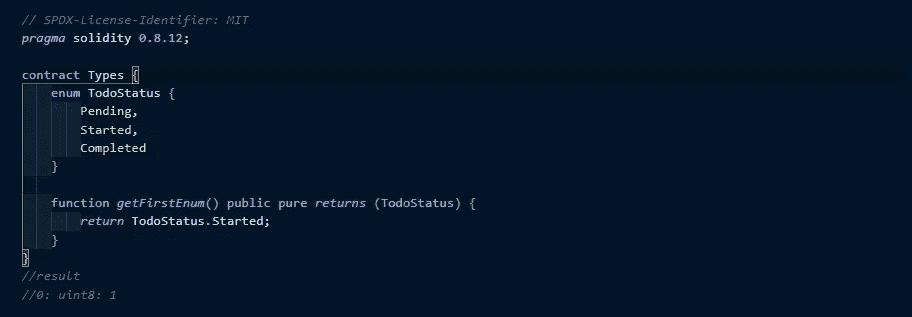 // SPDX-License-Identifier: MIT
pragma solidity 0.8.12;
contract Types {
enum TodoStatus {
Pending,
Started,
Completed
}
function getFirstEnum() public pure returns (TodoStatus) {
return TodoStatus.Started;
}
}
//result
//0: uint8: 1